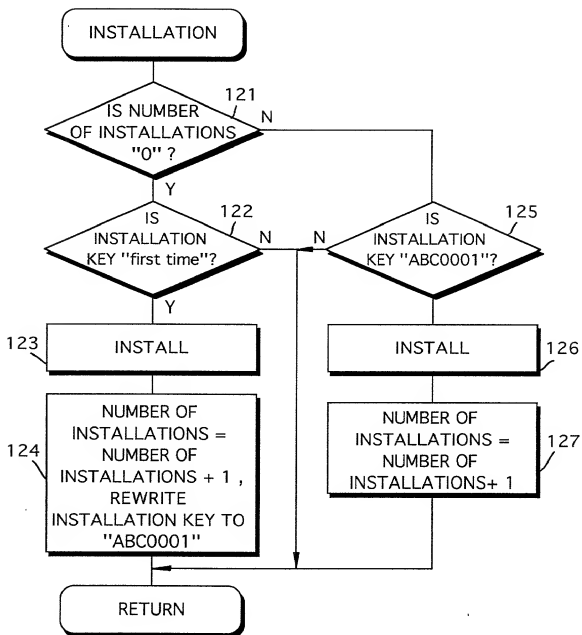 INSTALLATION
121
IS NUMBER
OF INSTALLATIONS
"0" ?
N
Y
122
IS
INSTALLATION
KEY "first time"?
N
Y
125
IS
INSTALLATION
KEY "ABC0001"?
N
123
INSTALL
126
INSTALL
124
NUMBER OF
INSTALLATIONS =
NUMBER OF
INSTALLATIONS + 1 ,
REWRITE
INSTALLATION KEY TO
"ABC0001"
127
NUMBER OF
INSTALLATIONS =
NUMBER OF
INSTALLATIONS+ 1
RETURN